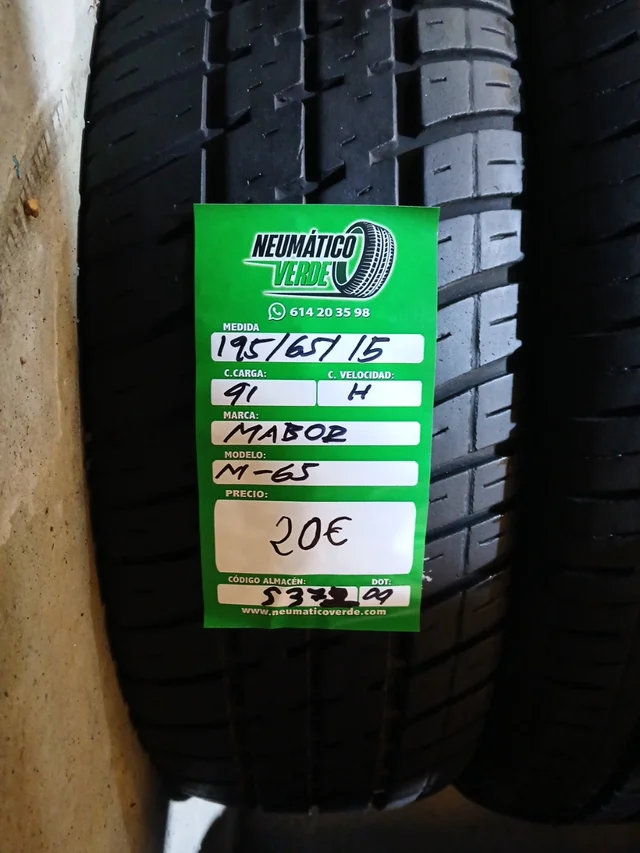 NEUMÁTICO
VERDE
614 20 35 98
MEDIDA
195/65/15
C.CARGA: C. VELOCIDAD:
91 H
MARCA:
MABOR
MODELO:
M-65
PRECIO:
20€
CÓDIGO ALMACÉN: DOT:
09
www.neumaticoverde.com